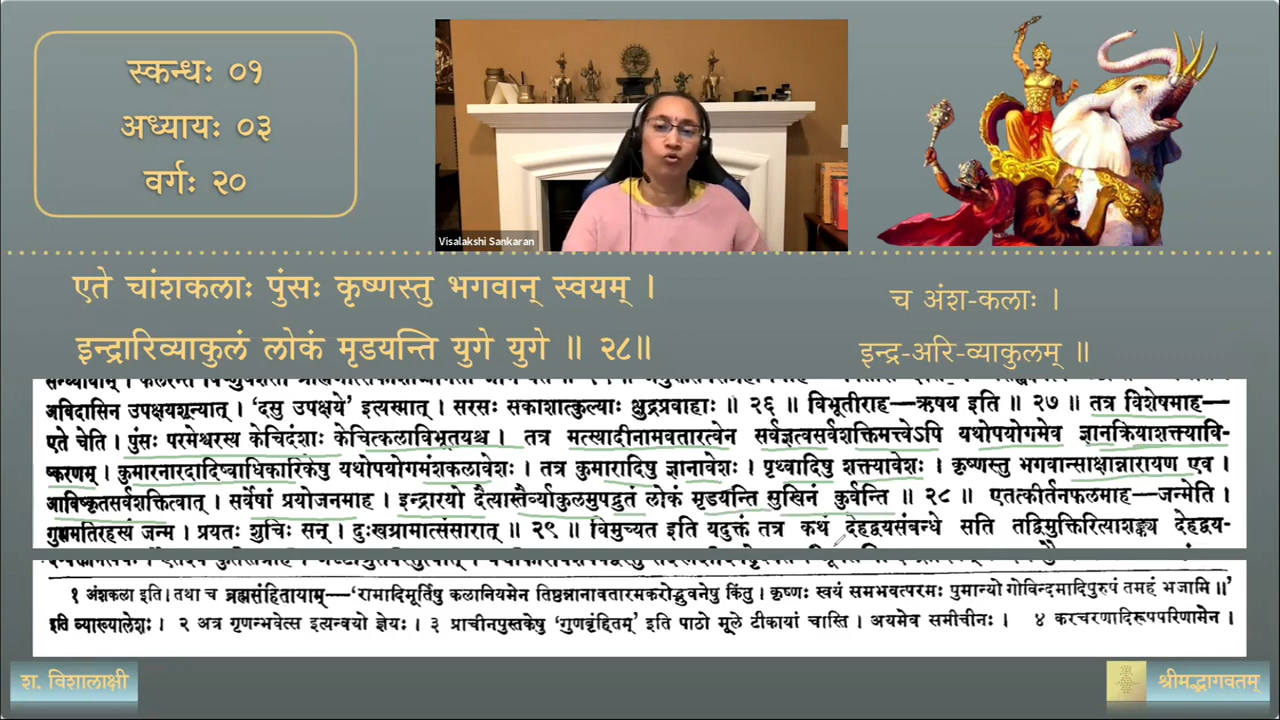 स्कन्धः ०१
अध्यायः ०३
वर्गः २०
Visalakshi Sankaran
एते चांशकलाः पुंसः कृष्णस्तु भगवान् स्वयम् ।
इन्द्रारिव्याकुलं लोकं मृडयन्ति युगे युगे ॥ २८॥
च अंश-कलाः ।
इन्द्र-अरि-व्याकुलम् ॥
अविदासिन उपक्षयशून्यात् । 'दसु उपक्षये' इत्यस्मात् । सरसः सकाशात्कुल्याः क्षुद्रप्रवाहाः ॥ २६ ॥ विभूतीराह—ऋषय इति ॥ २७ ॥ तत्र विशेषमाह—
एते चेति । पुंसः परमेश्वरस्य केचिदंशाः केचित्कलाविभूतयश्च । तत्र मत्स्यादीनामवतारत्वेन सर्वज्ञत्वसर्वशक्तिमत्त्वेऽपि यथोपयोगमेव ज्ञानक्रियाशक्त्यावि-
ष्करणम् । कुमारनारदादिष्वाधिकारिकेषु यथोपयोगमंशकलावेशः । तत्र कुमारादिषु ज्ञानावेशः । पृथ्वादिषु शक्त्यावेशः । कृष्णस्तु भगवान्साक्षान्नारायण एव ।
आविष्कृतसर्वशक्तित्वात् । सर्वेषां प्रयोजनमाह । इन्द्रारयो दैत्यास्तैर्व्याकुलमुपद्रुतं लोकं मृडयन्ति सुखिनं कुर्वन्ति ॥ २८ ॥ एतत्कीर्तनफलमाह—जन्मेति ।
गुह्यमतिरहस्यं जन्म । प्रयतः शुचिः सन् । दुःखग्रामात्संसारात् ॥ २९ ॥ विमुच्यत इति यदुक्तं तत्र कथं देहद्वयसंबन्धे सति तद्विमुक्तिरित्याशङ्क्य देहद्वय-
१ अंशकला इति । तथा च ब्रह्मसंहितायाम्—'रामादिमूर्तिषु कलानियमेन तिष्ठन्नानावतारमकरोद्भुवनेषु किंतु । कृष्णः स्वयं समभवत्परमः पुमान्यो गोविन्दमादिपुरुषं तमहं भजामि ॥'
इति व्याख्यालेशः । २ अत्र गृणन्भवेत्स इत्यन्वयो ज्ञेयः । ३ प्राचीनपुस्तकेषु 'गुणबृंहितम्' इति पाठो मूले टीकायां चास्ति । अयमेव समीचीनः । ४ करचरणादिरूपपरिणामेन ।
श. विशालाक्षी
श्रीमद्भागवतम्